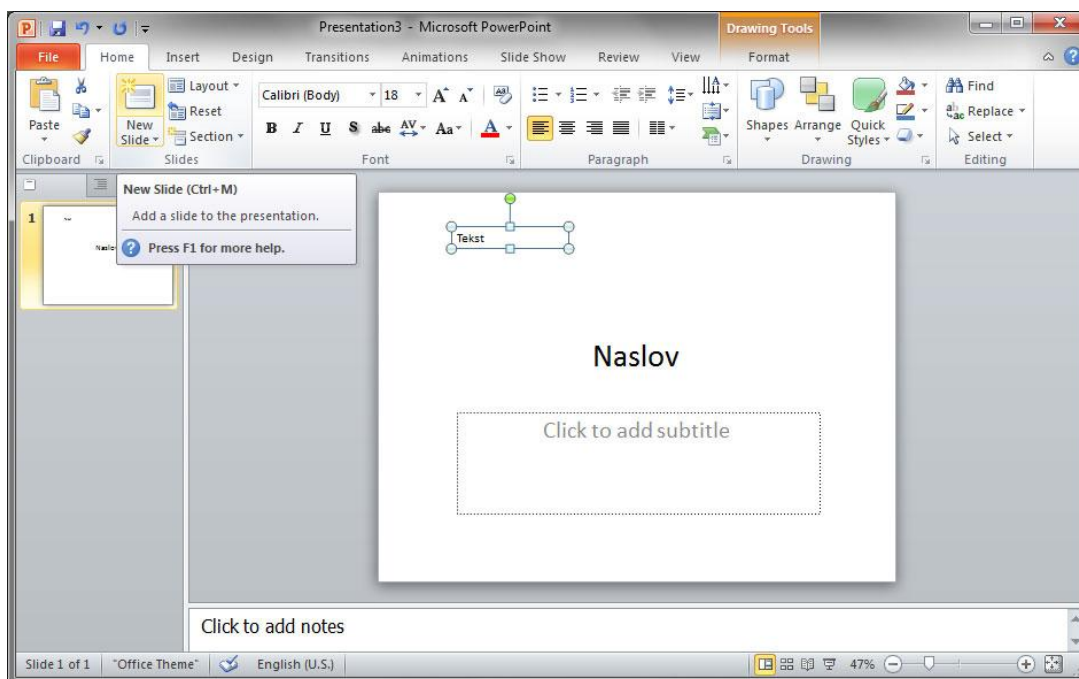 Presentation3 - Microsoft PowerPoint
Drawing Tools
File Home Insert Design Transitions Animations Slide Show Review View Format
Paste
New Slide
Layout
Reset
Section
Calibri (Body) 18
B I U S abc AV Aa A
Shapes Arrange Quick Styles
Find
Replace
Select
Clipboard Slides Font Paragraph Drawing Editing
New Slide (Ctrl+M)
Add a slide to the presentation.
Press F1 for more help.
1
Tekst
Naslov
Click to add subtitle
Click to add notes
Slide 1 of 1 "Office Theme" English (U.S.) 47%